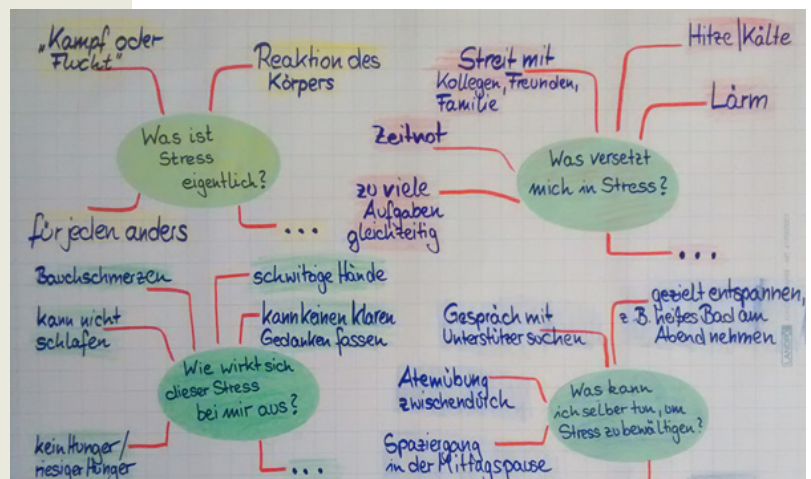 „Kampf oder
Flucht"
Reaktion des
Körpers
Was ist
Stress
eigentlich?
für jeden anders
...
Streit mit
Kollegen, Freunden,
Familie
Hitze/Kälte
Lärm
Zeitnot
Was versetzt
mich in Stress?
zu viele
Aufgaben
gleichzeitig
...
Bauchschmerzen
schwitzige Hände
kann nicht
schlafen
kann keinen klaren
Gedanken fassen
Wie wirkt sich
dieser Stress
bei mir aus?
kein Hunger/
riesiger Hunger
...
Gespräch mit
Unterstützer suchen
gezielt entspannen,
z.B. heißes Bad am
Abend nehmen
Atemübung
zwischendurch
Was kann
ich selber tun, um
Stress zu bewältigen?
Spaziergang
in der Mittagspause